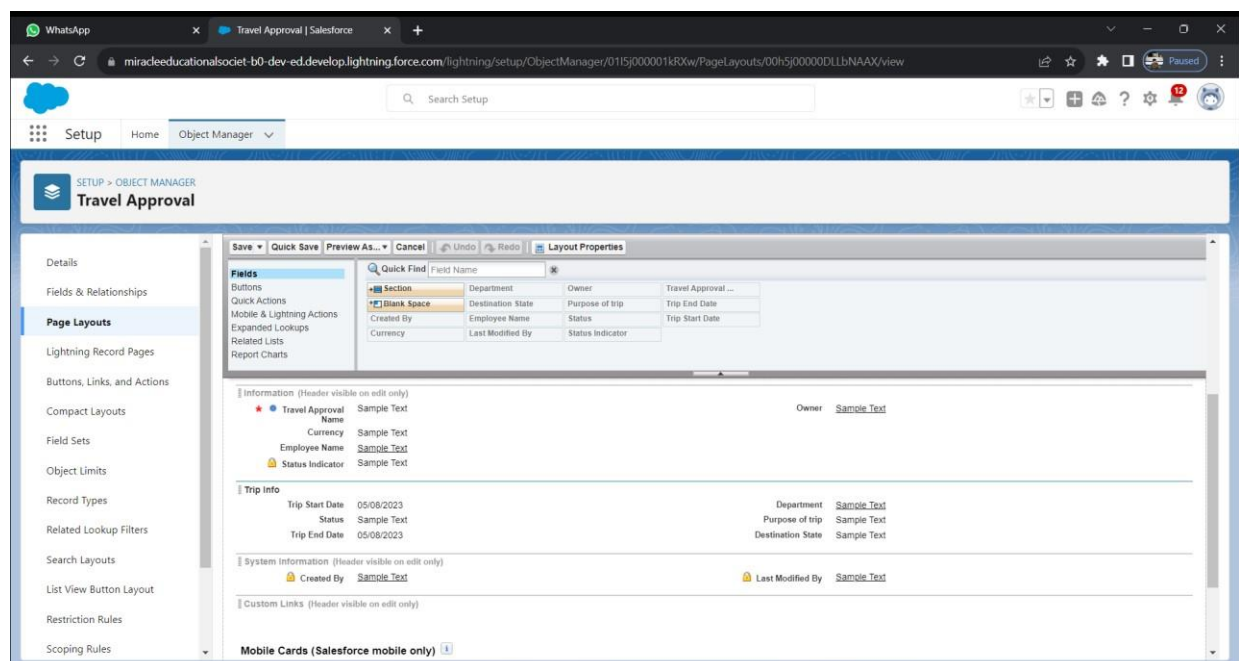 WhatsApp
Travel Approval | Salesforce
miracleeducationalsociet-b0-dev-ed.develop.lightning.force.com/lightning/setup/ObjectManager/01I5j000001kRXw/PageLayouts/00h5j00000DLLbNAAX/view
Paused
Search Setup
12
Setup Home Object Manager
SETUP > OBJECT MANAGER
Travel Approval
Details
Fields & Relationships
Page Layouts
Lightning Record Pages
Buttons, Links, and Actions
Compact Layouts
Field Sets
Object Limits
Record Types
Related Lookup Filters
Search Layouts
List View Button Layout
Restriction Rules
Scoping Rules
Save Quick Save Preview As... Cancel Undo Redo Layout Properties
Fields
Buttons
Quick Actions
Mobile & Lightning Actions
Expanded Lookups
Related Lists
Report Charts
Quick Find Field Name
Section Department Owner Travel Approval ...
Blank Space Destination State Purpose of trip Trip End Date
Created By Employee Name Status Trip Start Date
Currency Last Modified By Status Indicator
Information (Header visible on edit only)
Travel Approval Name Sample Text Owner Sample Text
Currency Sample Text
Employee Name Sample Text
Status Indicator Sample Text
Trip Info
Trip Start Date 05/08/2023 Department Sample Text
Status Sample Text Purpose of trip Sample Text
Trip End Date 05/08/2023 Destination State Sample Text
System Information (Header visible on edit only)
Created By Sample Text Last Modified By Sample Text
Custom Links (Header visible on edit only)
Mobile Cards (Salesforce mobile only) i